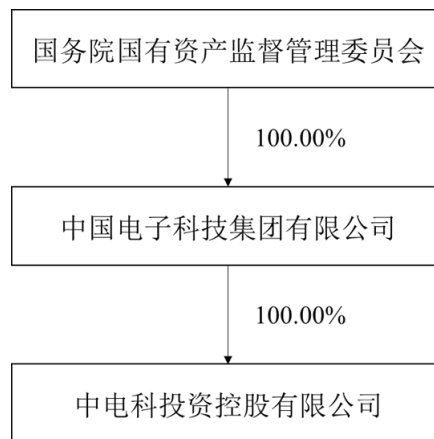 国务院国有资产监督管理委员会
100.00%
中国电子科技集团有限公司
100.00%
中电科投资控股有限公司